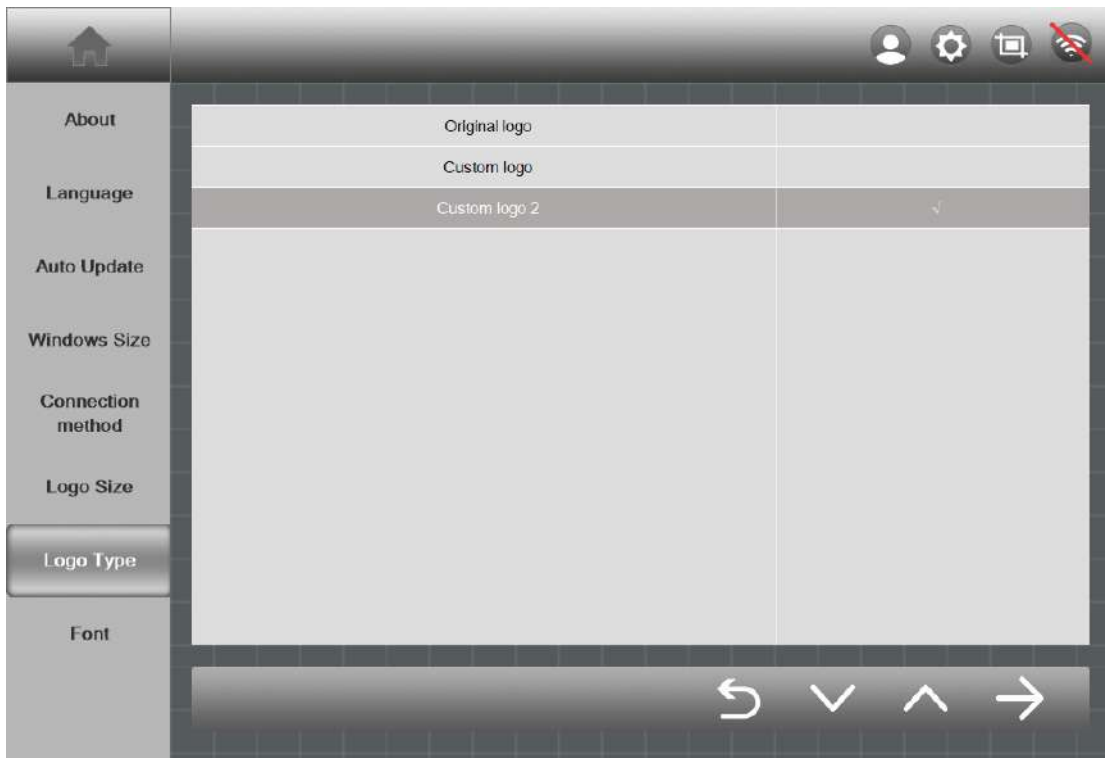 About
Language
Auto Update
Windows Size
Connection
method
Logo Size
Logo Type
Font
Original logo
Custom logo
Custom logo 2 √